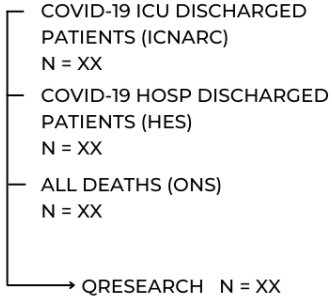 COVID-19 ICU DISCHARGED
PATIENTS (ICNARC)
N = XX
COVID-19 HOSP DISCHARGED
PATIENTS (HES)
N = XX
ALL DEATHS (ONS)
N = XX
QRESEARCH N = XX